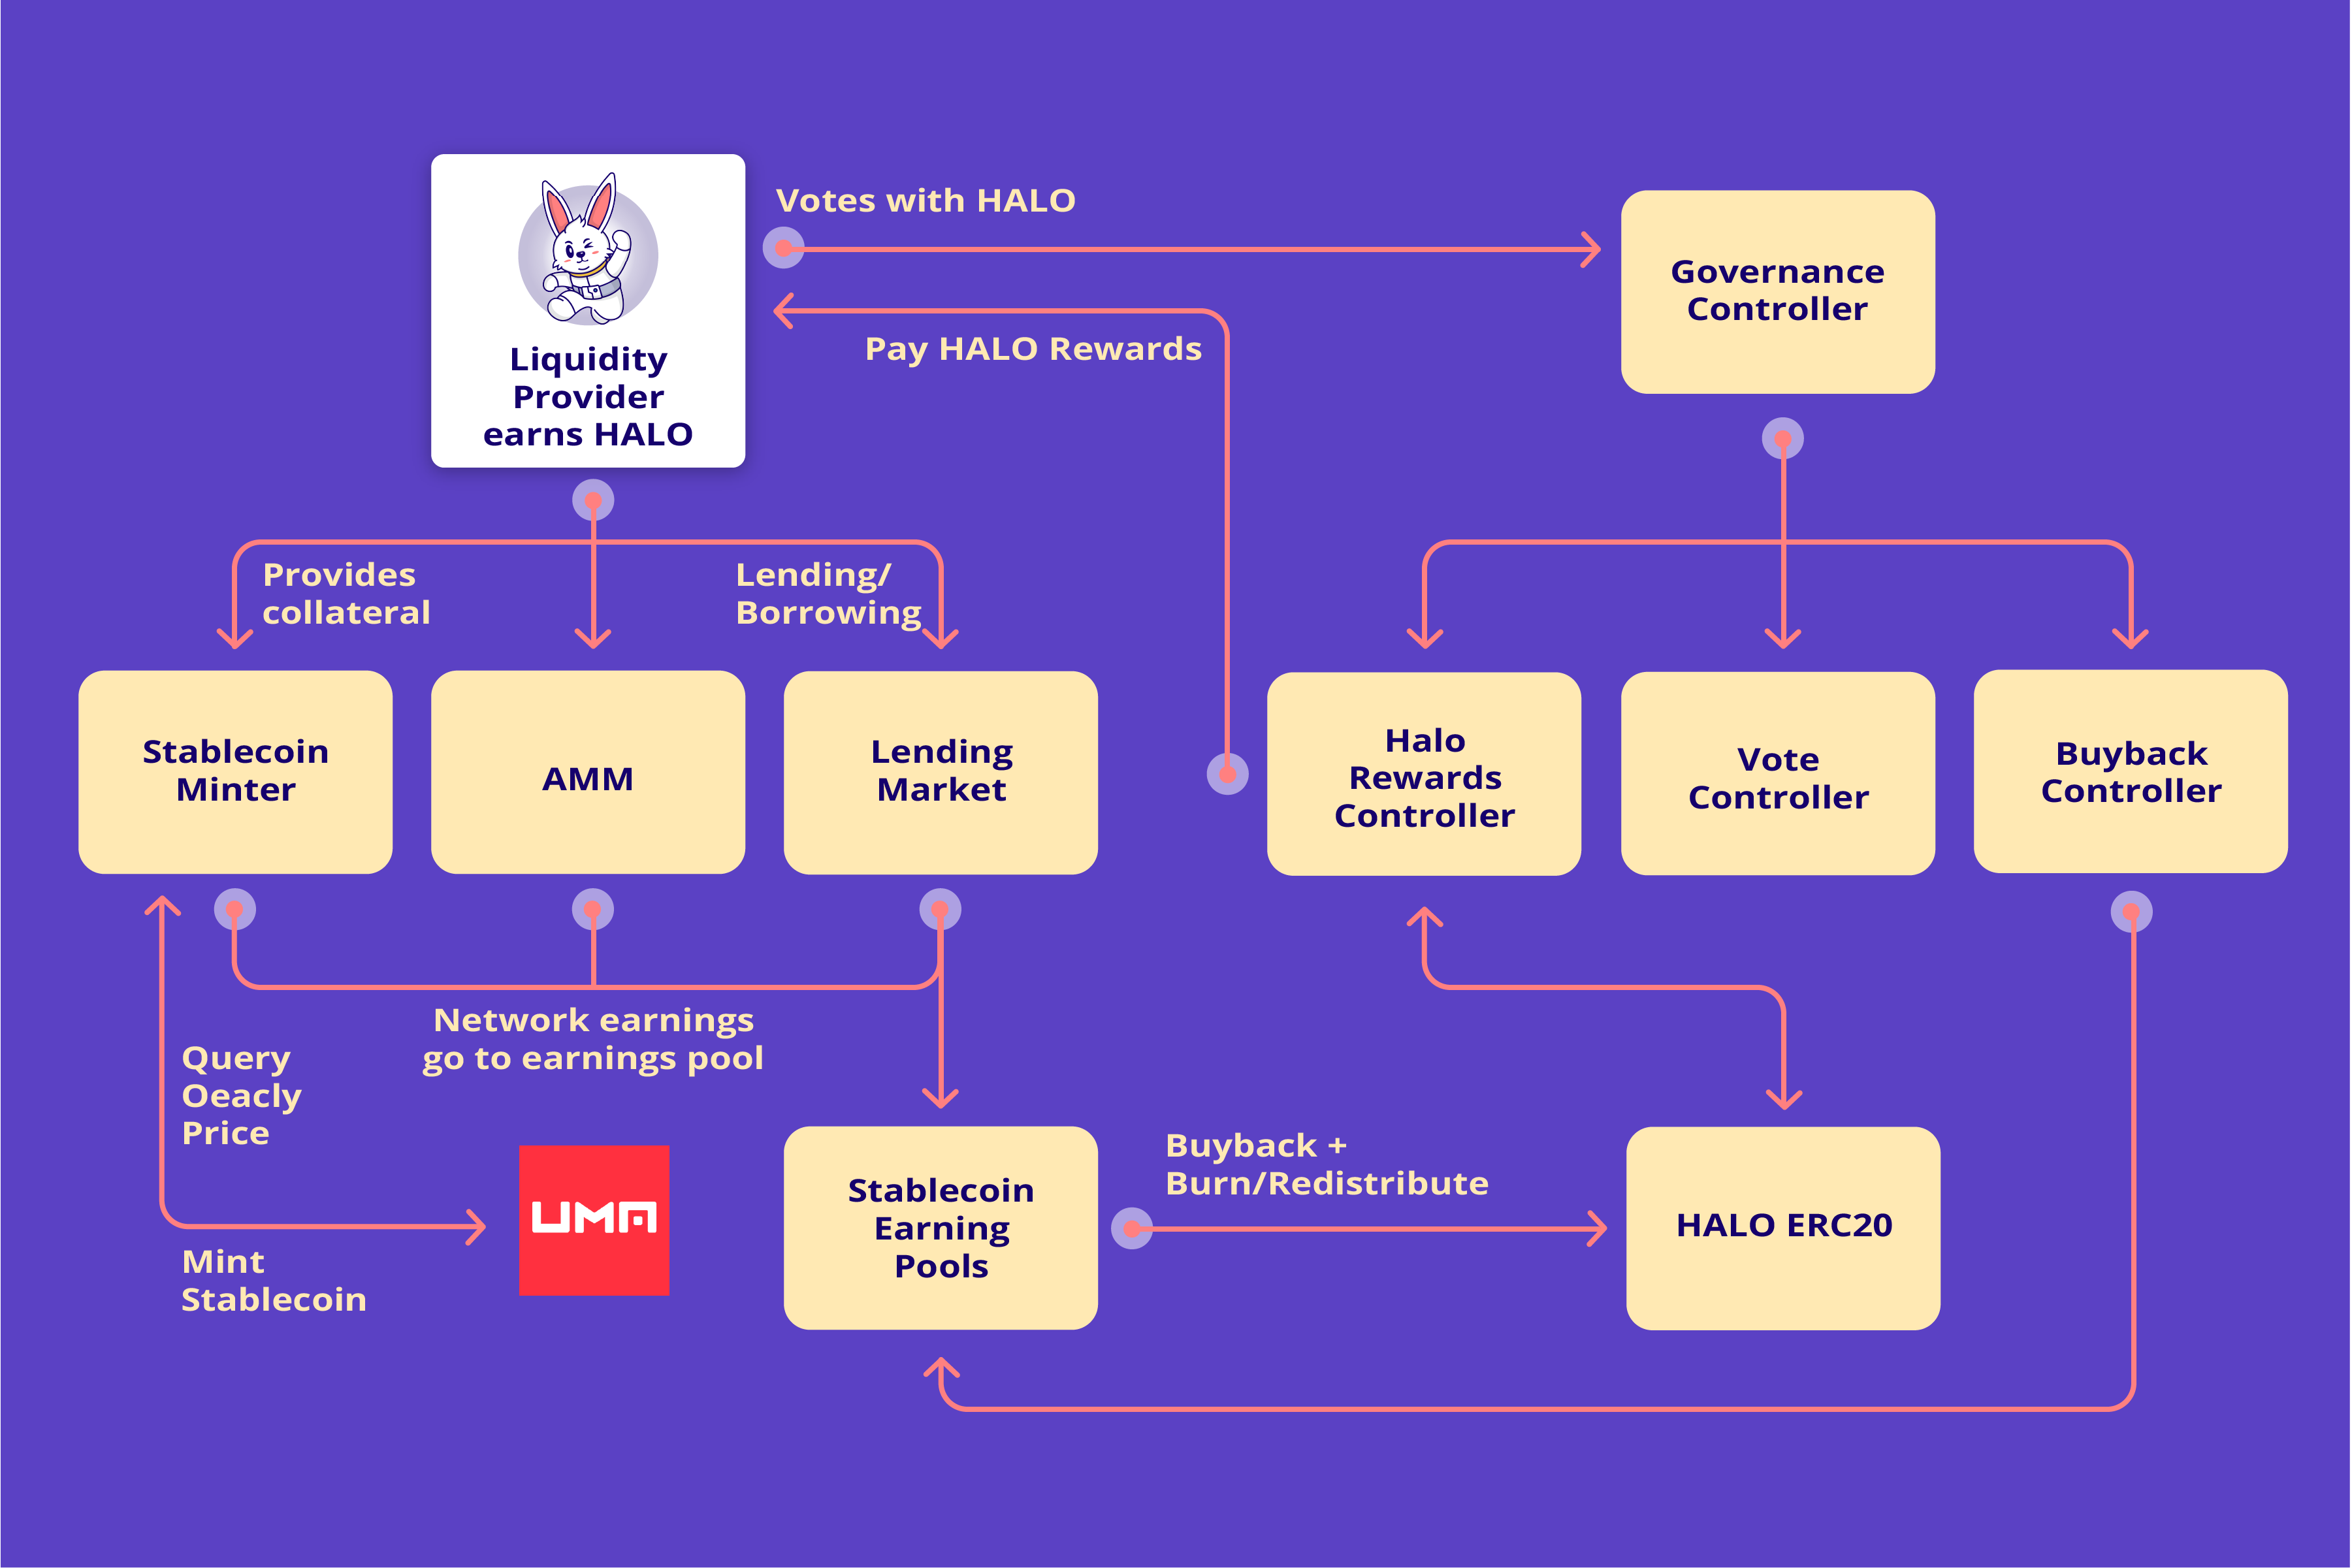 Votes with HALO
Governance
Controller
Pay HALO Rewards
Liquidity
Provider
earns HALO
Provides
collateral
Lending/
Borrowing
Stablecoin
Minter
AMM
Lending
Market
Halo
Rewards
Controller
Vote
Controller
Buyback
Controller
Network earnings
go to earnings pool
Query
Oeacly
Price
Mint
Stablecoin
UMA
Stablecoin
Earning
Pools
Buyback +
Burn/Redistribute
HALO ERC20